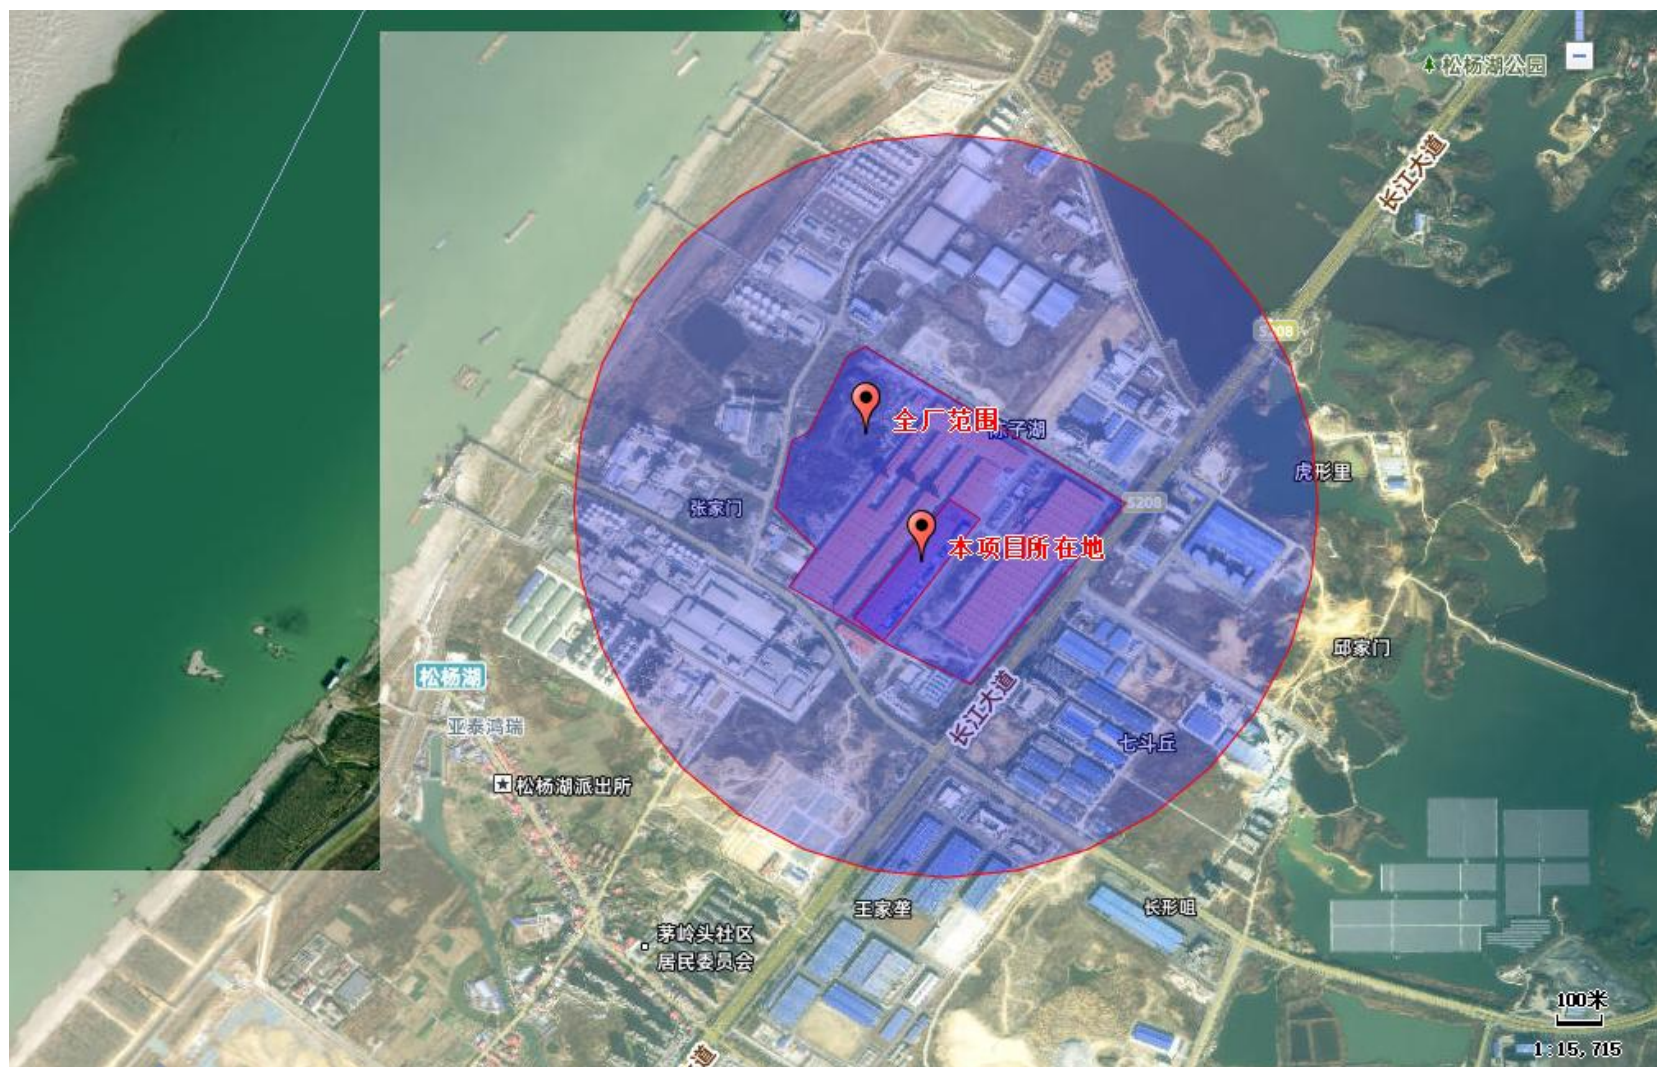 松杨湖公园
长江大道
S208
全厂范围
子湖
虎形里
张家门
S208
本项目所在地
邱家门
松杨湖
长江大道
亚泰鸿瑞
七斗丘
松杨湖派出所
王家垄
长形咀
茅岭头社区
居民委员会
100米
1:15,715
道